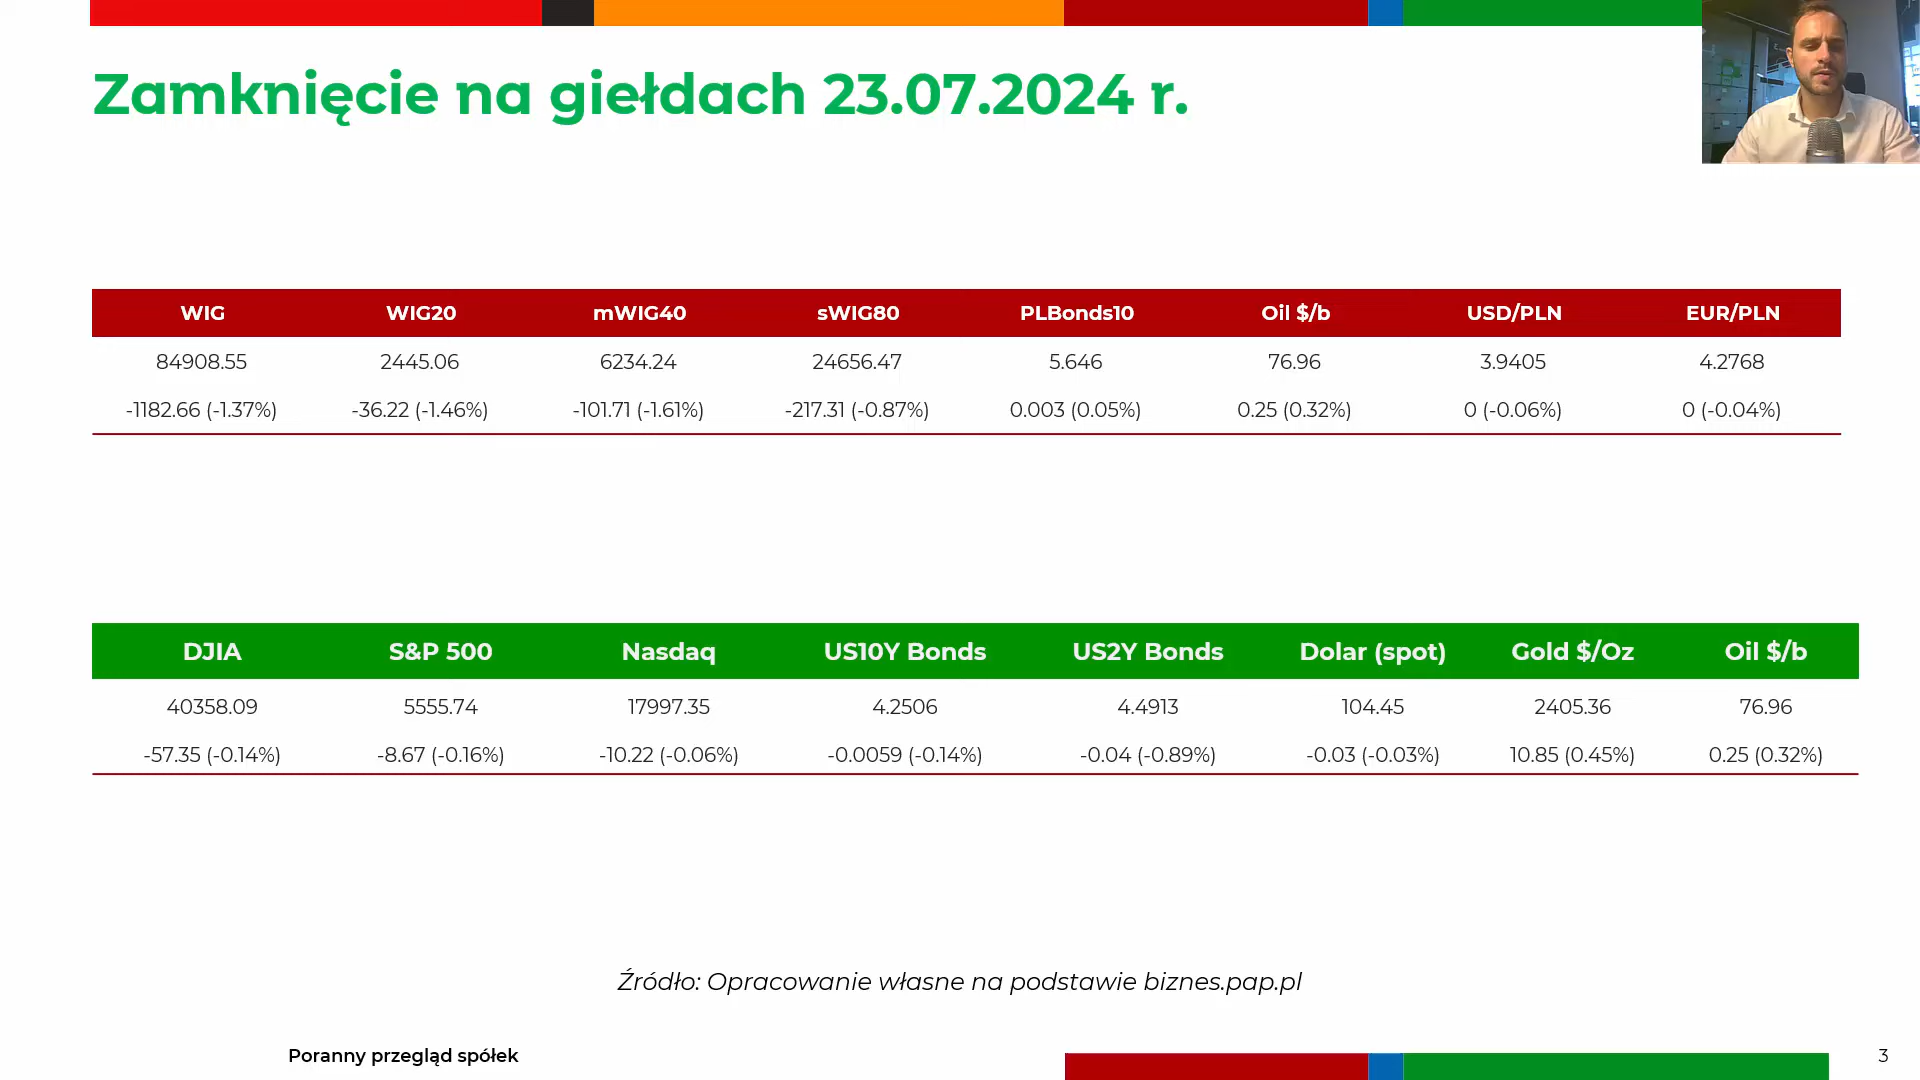 Zamknięcie na giełdach 23.07.2024 r.
WIG WIG20 mWIG40 sWIG80 PLBonds10 Oil $/b USD/PLN EUR/PLN
84908.55 2445.06 6234.24 24656.47 5.646 76.96 3.9405 4.2768
-1182.66 (-1.37%) -36.22 (-1.46%) -101.71 (-1.61%) -217.31 (-0.87%) 0.003 (0.05%) 0.25 (0.32%) 0 (-0.06%) 0 (-0.04%)
DJIA S&P 500 Nasdaq US10Y Bonds US2Y Bonds Dolar (spot) Gold $/Oz Oil $/b
40358.09 5555.74 17997.35 4.2506 4.4913 104.45 2405.36 76.96
-57.35 (-0.14%) -8.67 (-0.16%) -10.22 (-0.06%) -0.0059 (-0.14%) -0.04 (-0.89%) -0.03 (-0.03%) 10.85 (0.45%) 0.25 (0.32%)
Źródło: Opracowanie własne na podstawie biznes.pap.pl
Poranny przegląd spółek 3